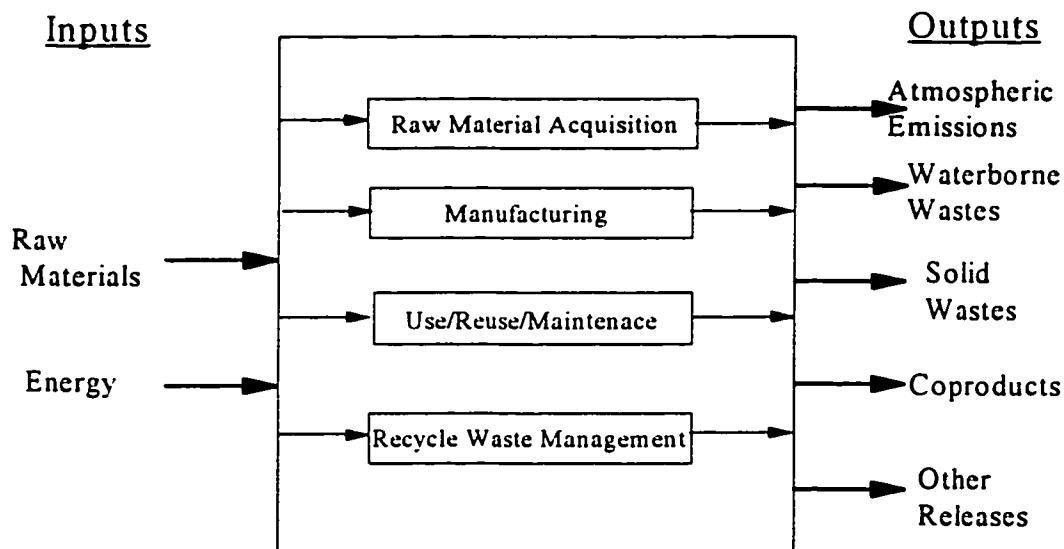 Inputs
Outputs
Raw Materials
Energy
Raw Material Acquisition
Manufacturing
Use/Reuse/Maintenace
Recycle Waste Management
Atmospheric
Emissions
Waterborne
Wastes
Solid
Wastes
Coproducts
Other
Releases